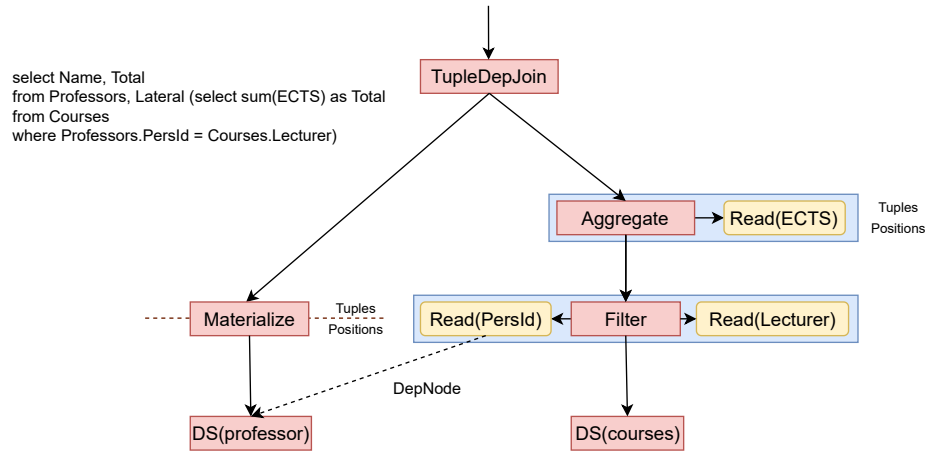 TupleDepJoin
select Name, Total
from Professors, Lateral (select sum(ECTS) as Total
from Courses
where Professors.PersId = Courses.Lecturer)
Aggregate
Read(ECTS)
Tuples
Positions
Materialize
Tuples
Positions
Read(PersId)
Filter
Read(Lecturer)
DepNode
DS(professor)
DS(courses)